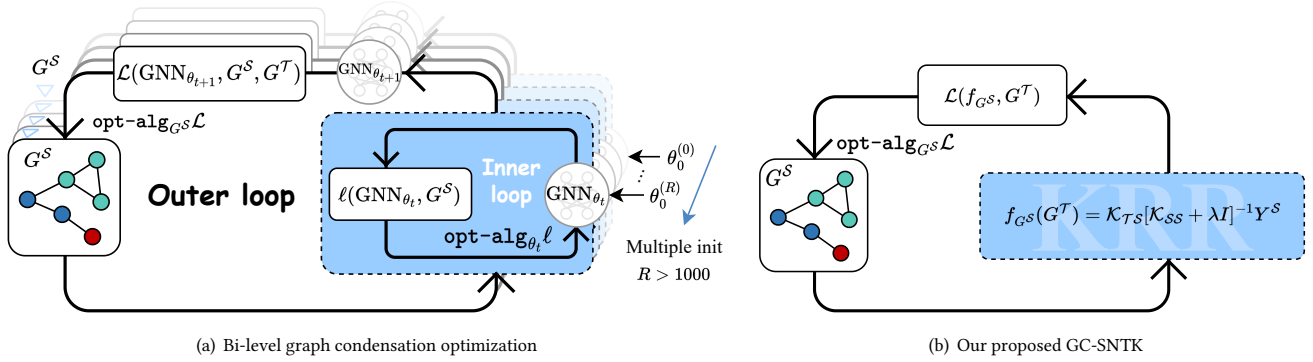 G^S
L(GNN_{θ_{t+1}}, G^S, G^T)
GNN_{θ_{t+1}}
opt-alg_{G^S} L
G^S
Outer loop
Inner
loop
ℓ(GNN_{θ_t}, G^S)
GNN_{θ_t}
opt-alg_{θ_t} ℓ
θ_0^{(0)}
⋮
θ_0^{(R)}
Multiple init
R > 1000
(a) Bi-level graph condensation optimization
L(f_{G^S}, G^T)
opt-alg_{G^S} L
G^S
KRR
f_{G^S}(G^T) = K_{TS}[K_{SS} + λI]^{-1}Y^S
(b) Our proposed GC-SNTK